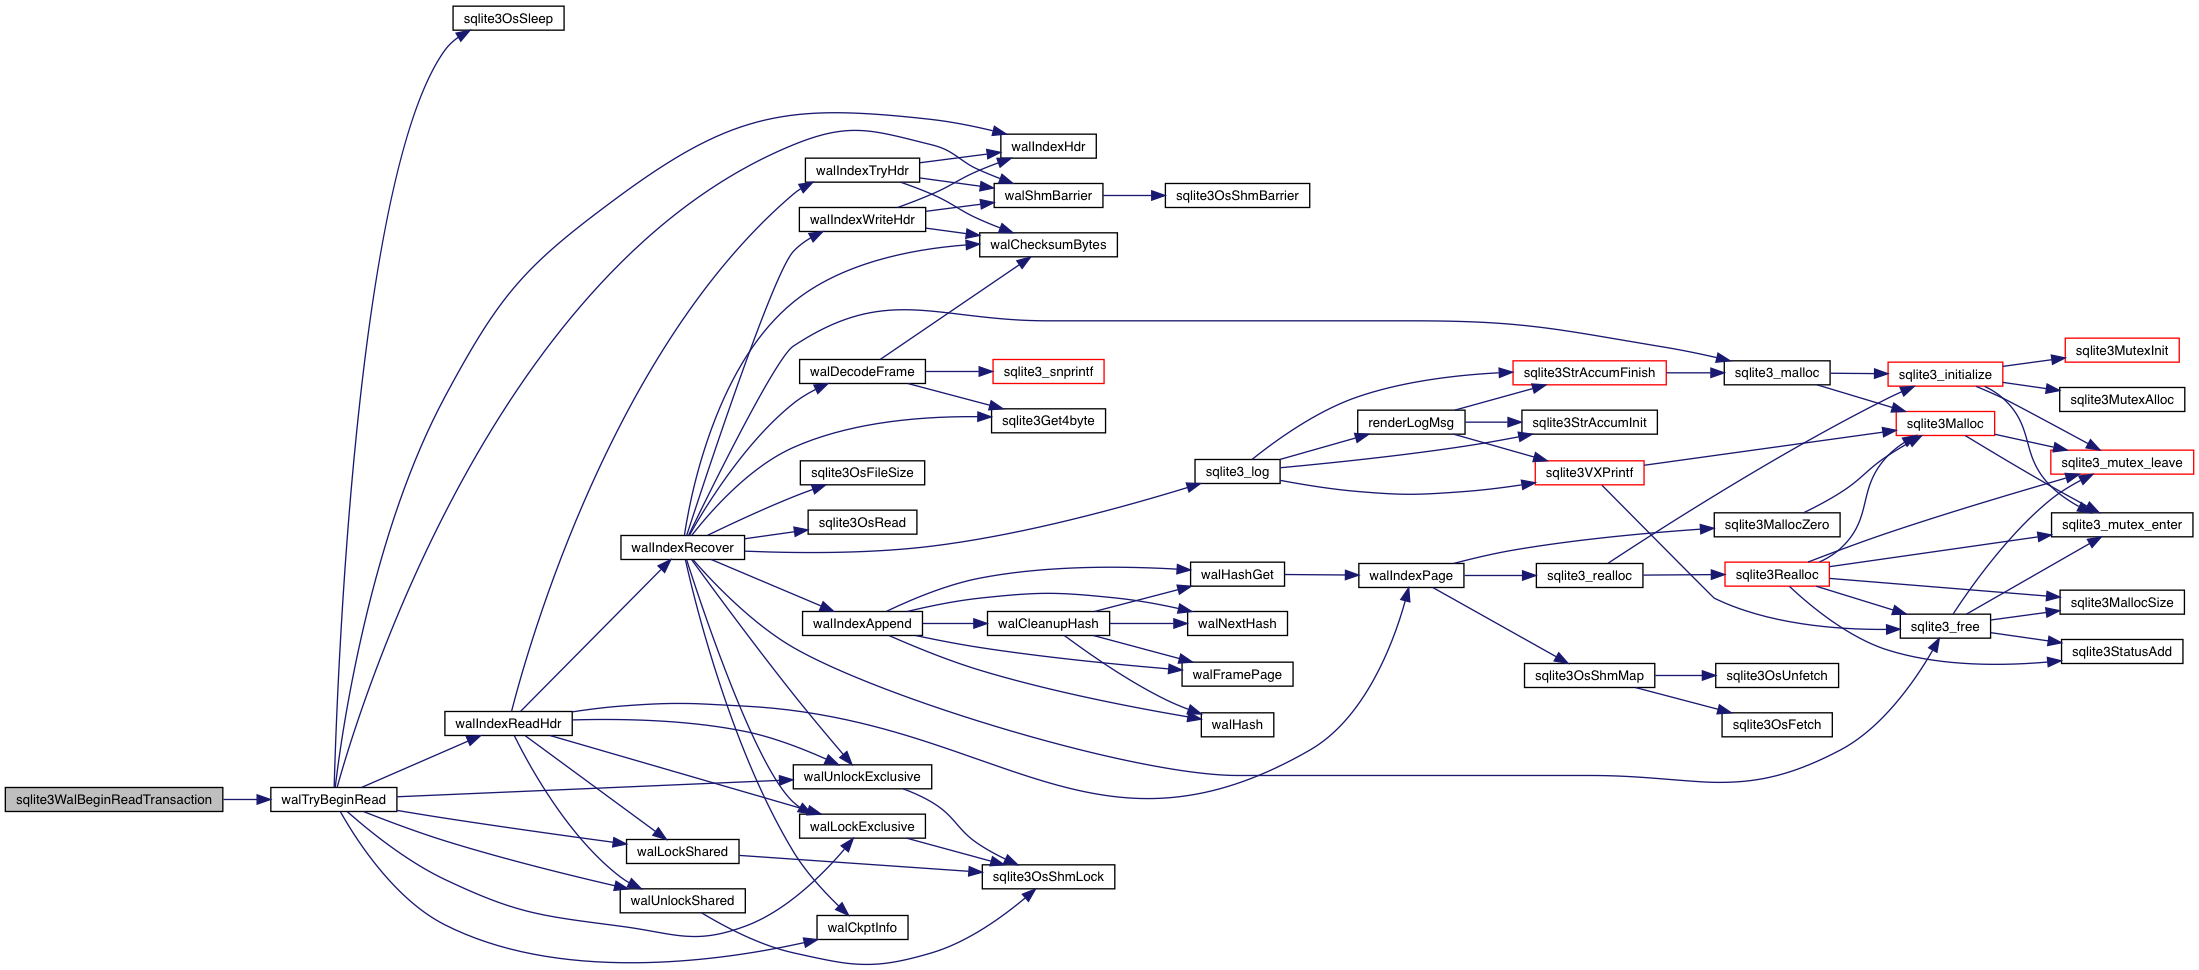 sqlite3OsSleep
walIndexHdr
walIndexTryHdr
walShmBarrier
sqlite3OsShmBarrier
walIndexWriteHdr
walChecksumBytes
sqlite3MutexInit
walDecodeFrame
sqlite3_snprintf
sqlite3StrAccumFinish
sqlite3_malloc
sqlite3_initialize
sqlite3MutexAlloc
sqlite3Get4byte
renderLogMsg
sqlite3StrAccumInit
sqlite3Malloc
sqlite3OsFileSize
sqlite3_log
sqlite3VXPrintf
sqlite3_mutex_leave
sqlite3OsRead
sqlite3MallocZero
sqlite3_mutex_enter
walIndexRecover
walHashGet
walIndexPage
sqlite3_realloc
sqlite3Realloc
sqlite3MallocSize
walIndexAppend
walCleanupHash
walNextHash
sqlite3_free
sqlite3StatusAdd
walFramePage
sqlite3OsShmMap
sqlite3OsUnfetch
walIndexReadHdr
walHash
sqlite3OsFetch
walUnlockExclusive
sqlite3WalBeginReadTransaction
walTryBeginRead
walLockExclusive
walLockShared
sqlite3OsShmLock
walUnlockShared
walCkptInfo